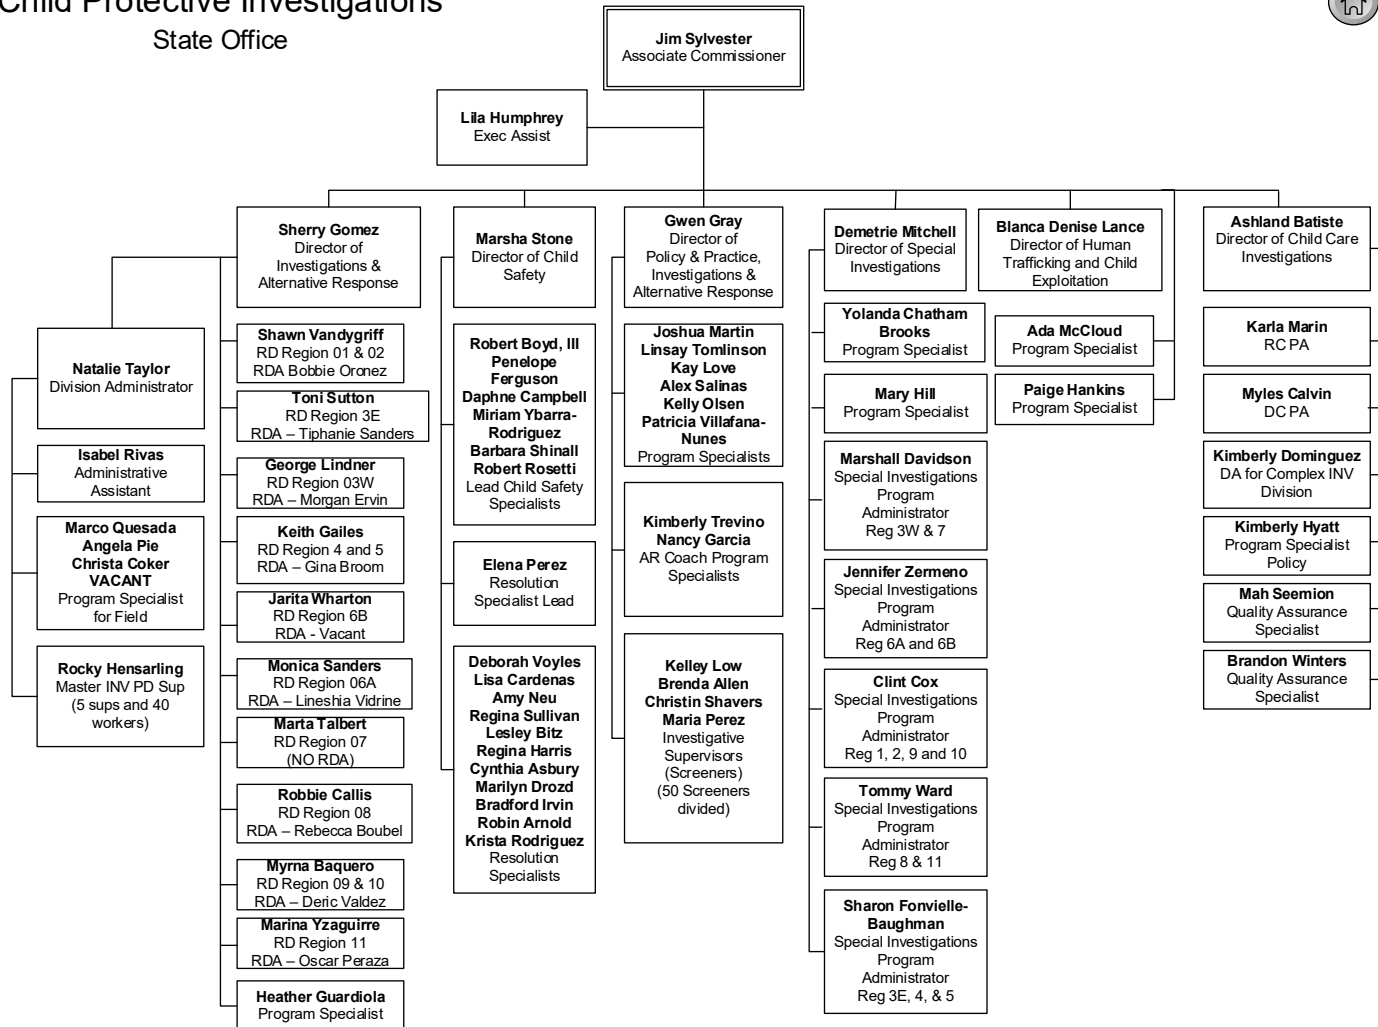 Child Protective Investigations
State Office
Jim Sylvester
Associate Commissioner
Lila Humphrey
Exec Assist
Sherry Gomez
Director of
Investigations &
Alternative Response
Marsha Stone
Director of Child
Safety
Gwen Gray
Director of
Policy & Practice,
Investigations &
Alternative Response
Demetrie Mitchell
Director of Special
Investigations
Blanca Denise Lance
Director of Human
Trafficking and Child
Exploitation
Ashland Batiste
Director of Child Care
Investigations
Natalie Taylor
Division Administrator
Isabel Rivas
Administrative
Assistant
Marco Quesada
Angela Pie
Christa Coker
VACANT
Program Specialist
for Field
Rocky Hensarling
Master INV PD Sup
(5 sups and 40
workers)
Shawn Vandygriff
RD Region 01 & 02
RDA Bobbie Oronez
Toni Sutton
RD Region 3E
RDA – Tiphanie Sanders
George Lindner
RD Region 03W
RDA – Morgan Ervin
Keith Gailes
RD Region 4 and 5
RDA – Gina Broom
Jarita Wharton
RD Region 6B
RDA - Vacant
Monica Sanders
RD Region 06A
RDA – Lineshia Vidrine
Marta Talbert
RD Region 07
(NO RDA)
Robbie Callis
RD Region 08
RDA – Rebecca Boubel
Myrna Baquero
RD Region 09 & 10
RDA – Deric Valdez
Marina Yzaguirre
RD Region 11
RDA – Oscar Peraza
Heather Guardiola
Program Specialist
Robert Boyd, III
Penelope
Ferguson
Daphne Campbell
Miriam Ybarra-
Rodriguez
Barbara Shinall
Robert Rosetti
Lead Child Safety
Specialists
Elena Perez
Resolution
Specialist Lead
Deborah Voyles
Lisa Cardenas
Amy Neu
Regina Sullivan
Lesley Bitz
Regina Harris
Cynthia Asbury
Marilyn Drozd
Bradford Irvin
Robin Arnold
Krista Rodriguez
Resolution
Specialists
Joshua Martin
Linsay Tomlinson
Kay Love
Alex Salinas
Kelly Olsen
Patricia Villafana-
Nunes
Program Specialists
Kimberly Trevino
Nancy Garcia
AR Coach Program
Specialists
Kelley Low
Brenda Allen
Christin Shavers
Maria Perez
Investigative
Supervisors
(Screeners)
(50 Screeners
divided)
Yolanda Chatham
Brooks
Program Specialist
Mary Hill
Program Specialist
Marshall Davidson
Special Investigations
Program
Administrator
Reg 3W & 7
Jennifer Zermeno
Special Investigations
Program
Administrator
Reg 6A and 6B
Clint Cox
Special Investigations
Program
Administrator
Reg 1, 2, 9 and 10
Tommy Ward
Special Investigations
Program
Administrator
Reg 8 & 11
Sharon Fonvielle-
Baughman
Special Investigations
Program
Administrator
Reg 3E, 4, & 5
Ada McCloud
Program Specialist
Paige Hankins
Program Specialist
Karla Marin
RC PA
Myles Calvin
DC PA
Kimberly Dominguez
DA for Complex INV
Division
Kimberly Hyatt
Program Specialist
Policy
Mah Seemion
Quality Assurance
Specialist
Brandon Winters
Quality Assurance
Specialist